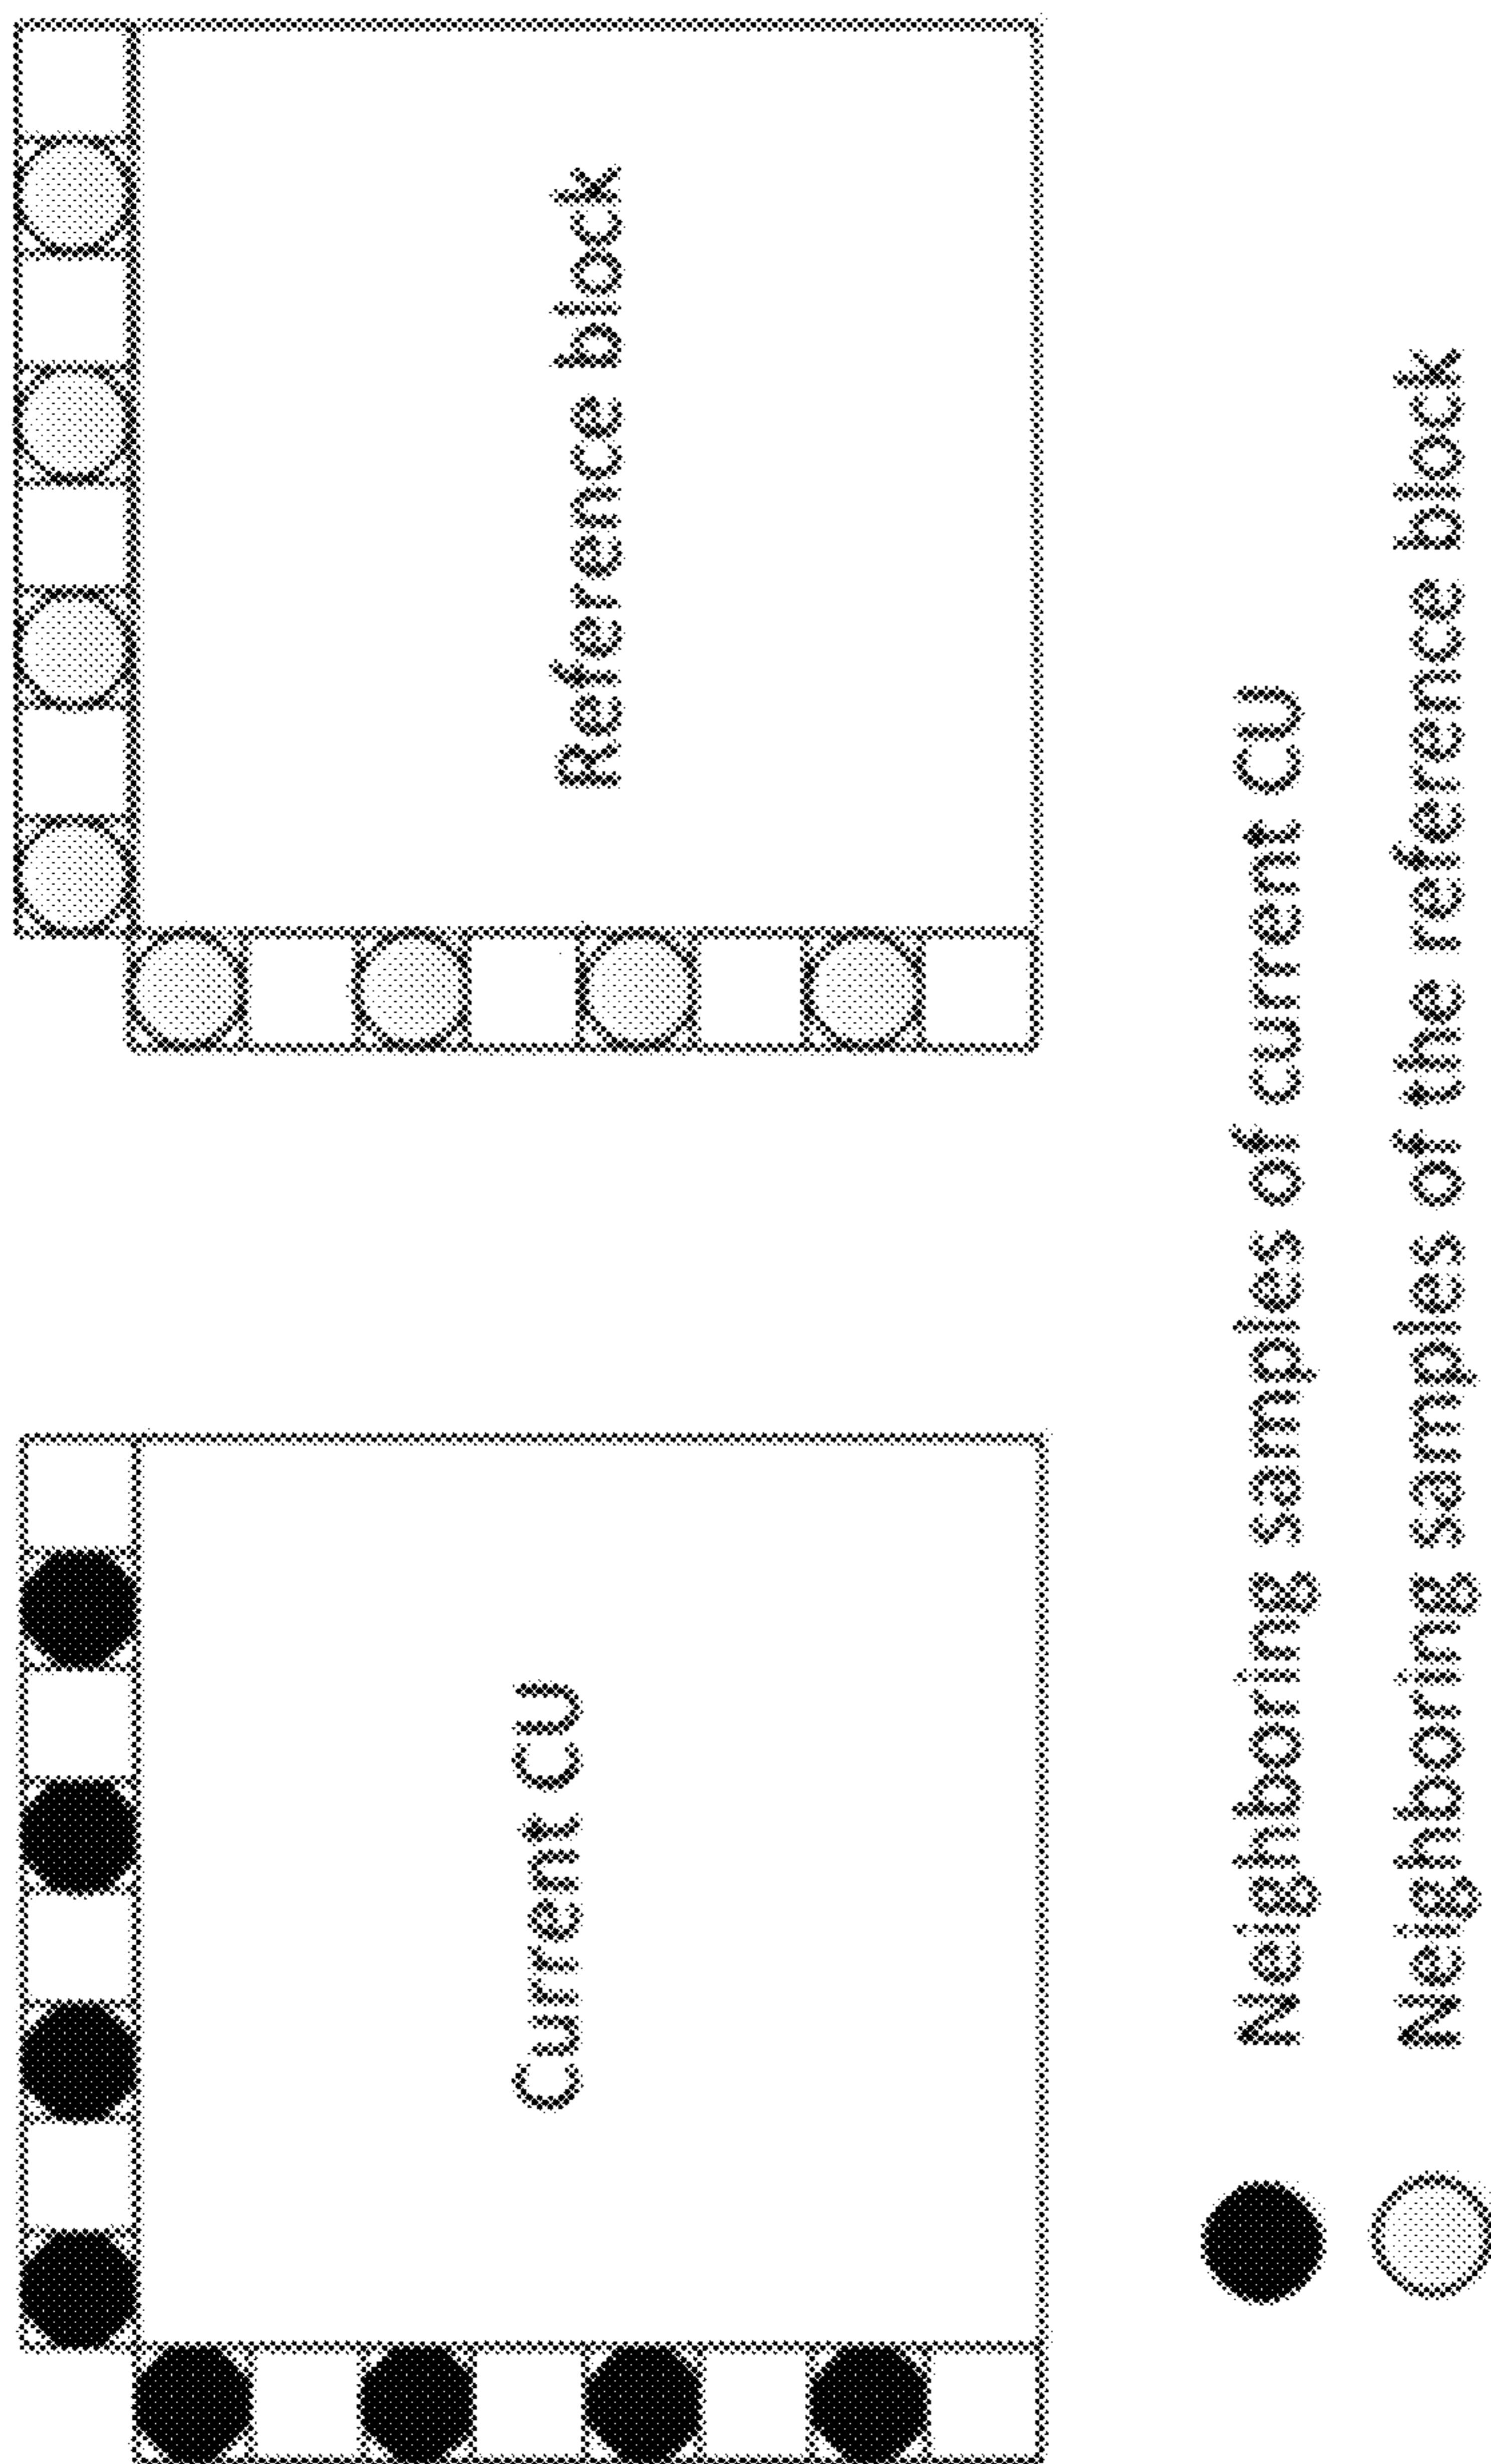 Current CU
Reference block
Neighboring samples of current CU
Neighboring samples of the reference block